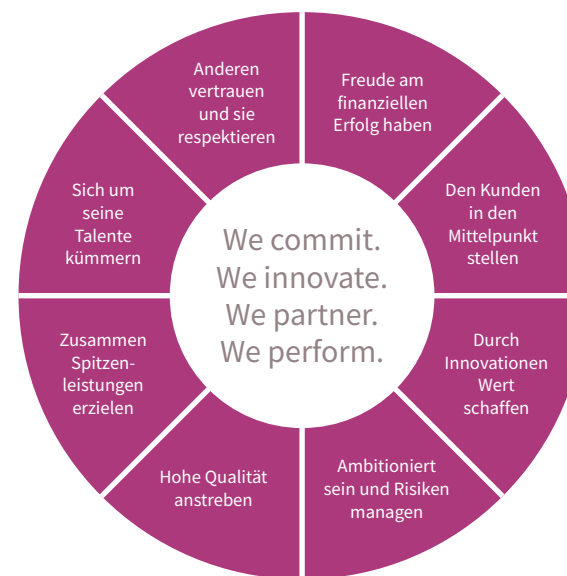 Anderen
vertrauen
und sie
respektieren
Freude am
finanziellen
Erfolg haben
Den Kunden
in den
Mittelpunkt
stellen
Durch
Innovationen
Wert
schaffen
Ambitioniert
sein und Risiken
managen
Hohe Qualität
anstreben
Zusammen
Spitzen-
leistungen
erzielen
Sich um
seine
Talente
kümmern
We commit.
We innovate.
We partner.
We perform.